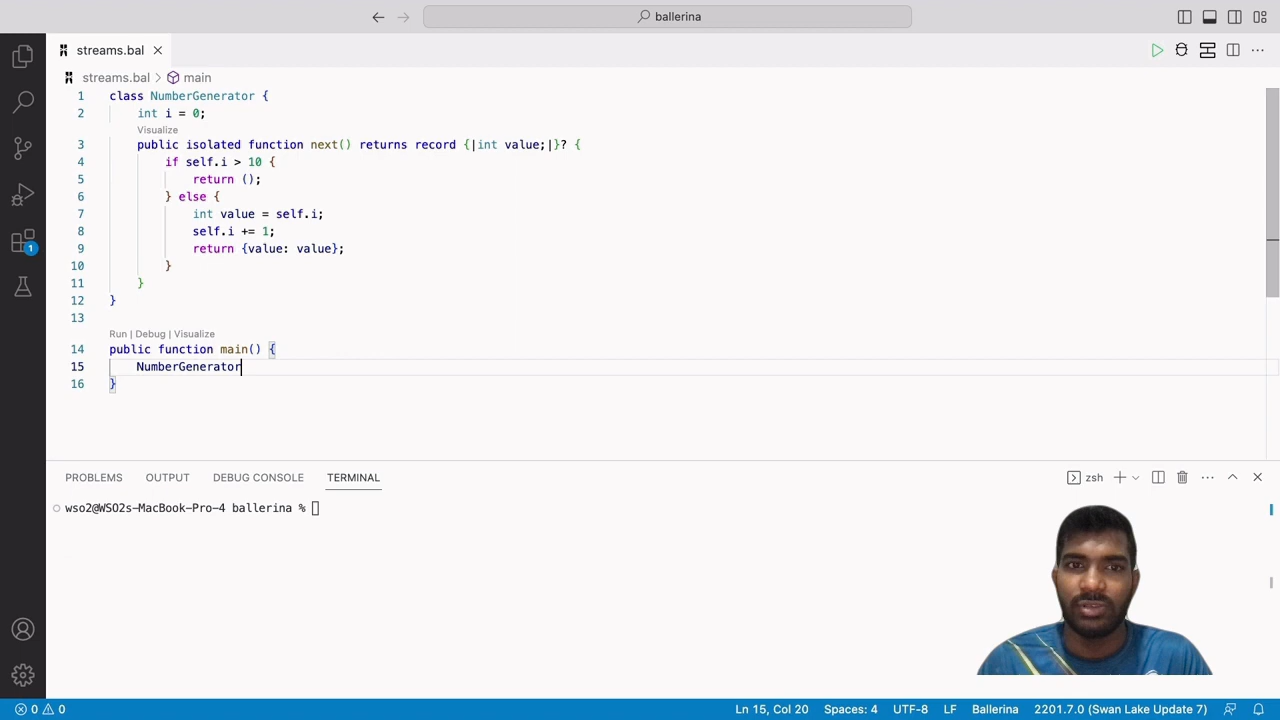 ballerina
streams.bal
streams.bal > main
1 class NumberGenerator {
2     int i = 0;
Visualize
3     public isolated function next() returns record {|int value;|}? {
4         if self.i > 10 {
5             return ();
6         } else {
7             int value = self.i;
8             self.i += 1;
9             return {value: value};
10         }
11     }
12 }
13
Run | Debug | Visualize
14 public function main() {
15     NumberGenerator
16 }
1
PROBLEMS OUTPUT DEBUG CONSOLE TERMINAL zsh
wso2@WSO2s-MacBook-Pro-4 ballerina %
0 0 Ln 15, Col 20 Spaces: 4 UTF-8 LF Ballerina 2201.7.0 (Swan Lake Update 7)